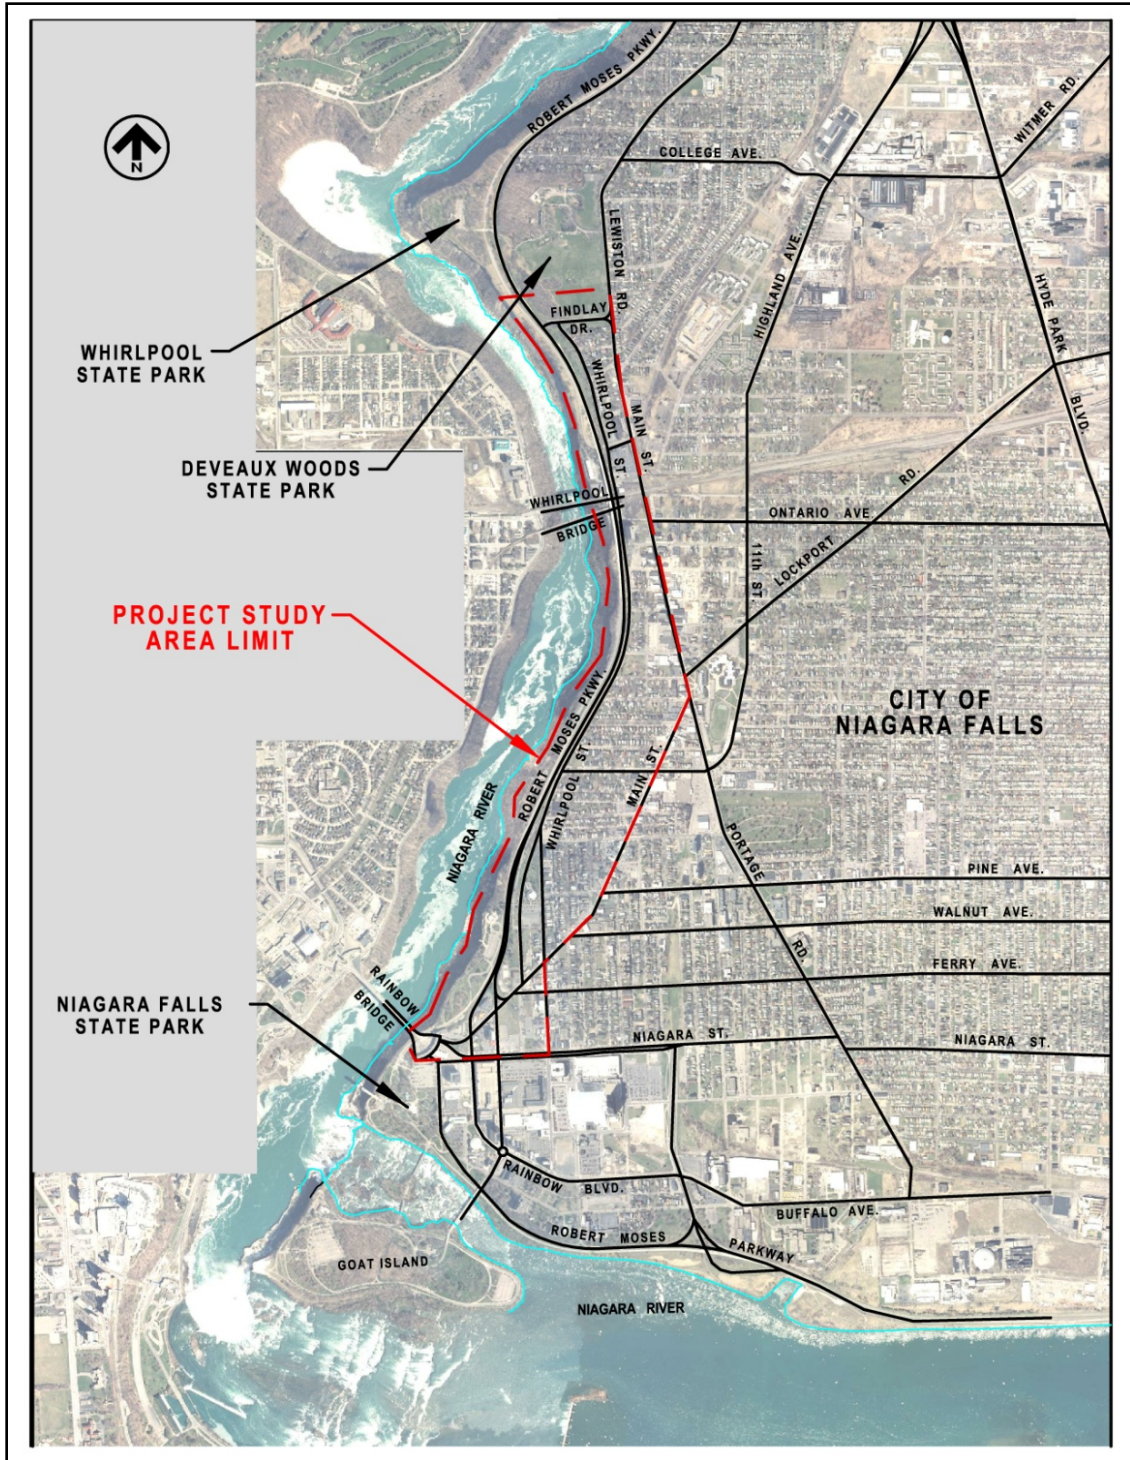 ROBERT MOSES PKWY.
WITMER RD.
COLLEGE AVE.
N
LEWISTON RD.
HIGHLAND AVE.
HYDE PARK
BLVD.
FINDLAY
DR.
WHIRLPOOL
STATE PARK
WHIRLPOOL
ST.
MAIN ST.
DEVEAUX WOODS
STATE PARK
RD.
LOCKPORT
WHIRLPOOL
BRIDGE
ONTARIO AVE.
11th ST.
PROJECT STUDY
AREA LIMIT
CITY OF
NIAGARA FALLS
ROBERT MOSES PKWY.
WHIRLPOOL ST.
MAIN ST.
NIAGARA RIVER
PORTAGE
RD.
PINE AVE.
WALNUT AVE.
FERRY AVE.
RAINBOW
BRIDGE
NIAGARA FALLS
STATE PARK
NIAGARA ST.
NIAGARA ST.
RAINBOW BLVD.
BUFFALO AVE.
ROBERT MOSES
PARKWAY
GOAT ISLAND
NIAGARA RIVER